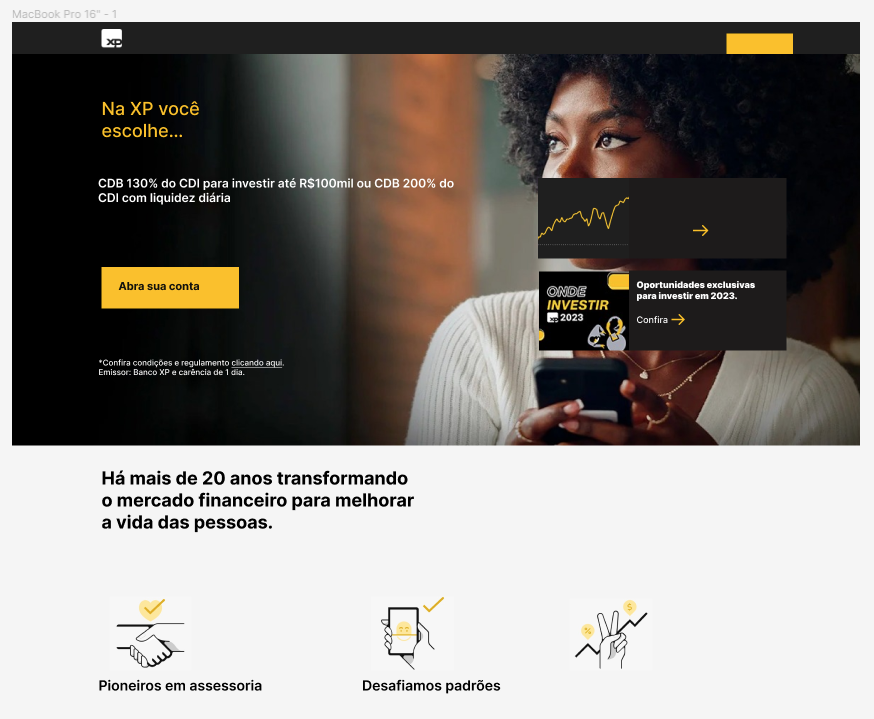 MacBook Pro 16" - 1
XP
Na XP você
escolhe...
CDB 130% do CDI para investir até R$100mil ou CDB 200% do
CDI com liquidez diária
Abra sua conta
ONDE
INVESTIR
XP 2023
Oportunidades exclusivas
para investir em 2023.
Confira
*Confira condições e regulamento clicando aqui.
Emissor: Banco XP e carência de 1 dia.
Há mais de 20 anos transformando
o mercado financeiro para melhorar
a vida das pessoas.
% $
Pioneiros em assessoria
Desafiamos padrões